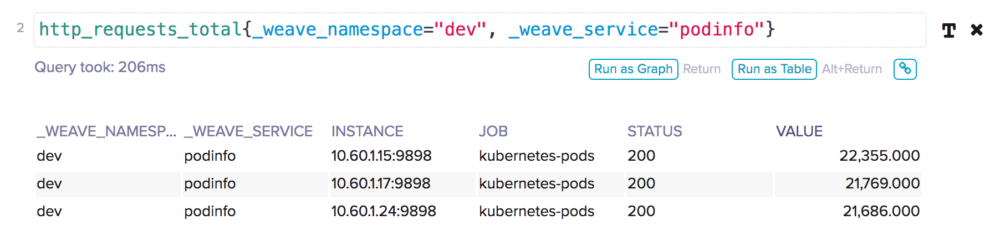 2 http_requests_total{_weave_namespace="dev", _weave_service="podinfo"} T ✖
Query took: 206ms Run as Graph Return Run as Table Alt+Return
_WEAVE_NAMESP... _WEAVE_SERVICE INSTANCE JOB STATUS VALUE
dev podinfo 10.60.1.15:9898 kubernetes-pods 200 22,355.000
dev podinfo 10.60.1.17:9898 kubernetes-pods 200 21,769.000
dev podinfo 10.60.1.24:9898 kubernetes-pods 200 21,686.000